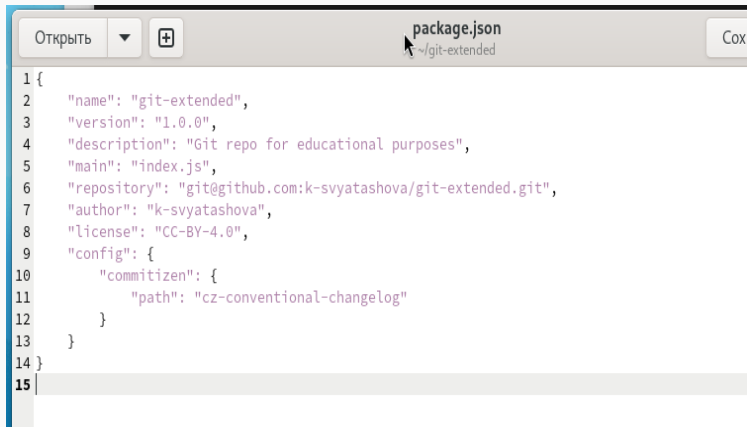 Открыть
package.json
~/git-extended
Сох
1 {
2     "name": "git-extended",
3     "version": "1.0.0",
4     "description": "Git repo for educational purposes",
5     "main": "index.js",
6     "repository": "git@github.com:k-svyatashova/git-extended.git",
7     "author": "k-svyatashova",
8     "license": "CC-BY-4.0",
9     "config": {
10         "commitizen": {
11             "path": "cz-conventional-changelog"
12         }
13     }
14 }
15